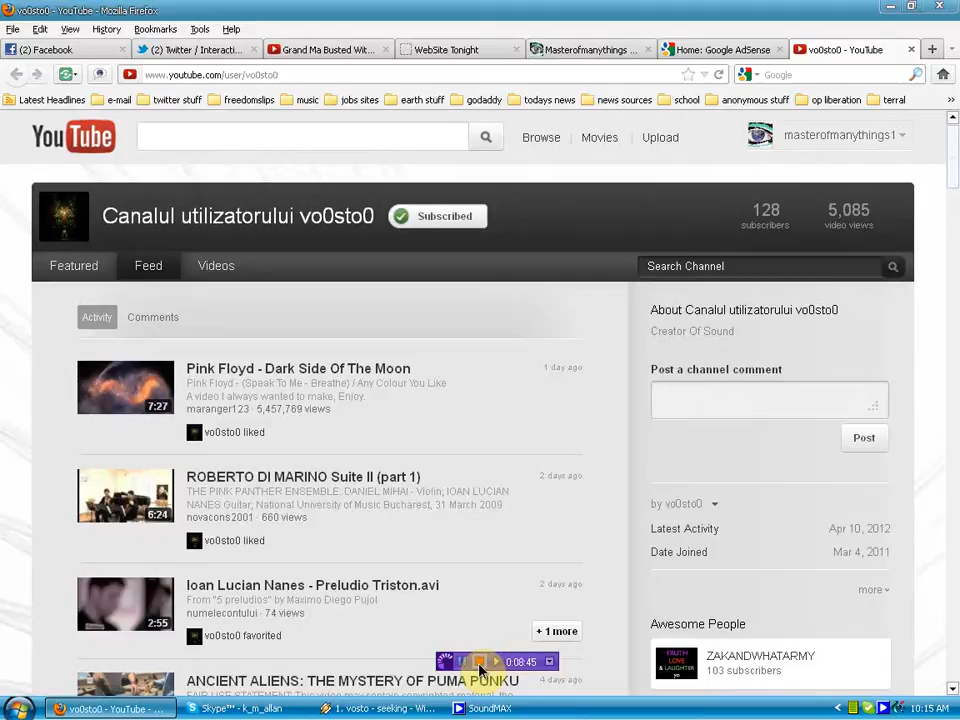 vo0sto0 - YouTube - Mozilla Firefox
File Edit View History Bookmarks Tools Help
(2) Facebook
(2) Twitter / Interacti...
Grand Ma Busted Wit...
WebSite Tonight
Masterofmanythings ...
Home: Google AdSense
vo0sto0 - YouTube
www.youtube.com/user/vo0sto0
Google
Latest Headlines e-mail twitter stuff freedomslips music jobs sites earth stuff godaddy todays news news sources school anonymous stuff op liberation terral
YouTube
Browse Movies Upload
masterofmanythings1
Canalul utilizatorului vo0sto0
Subscribed
128 5,085
subscribers video views
Featured Feed Videos
Search Channel
Activity Comments
Pink Floyd - Dark Side Of The Moon
1 day ago
Pink Floyd - (Speak To Me - Breathe) / Any Colour You Like
A video I always wanted to make, Enjoy.
maranger123 · 5,457,769 views
7:27
vo0sto0 liked
ROBERTO DI MARINO Suite II (part 1)
2 days ago
THE PINK PANTHER ENSEMBLE: DANIEL MIHAI - Violin; IOAN LUCIAN
NANES Guitar; National University of Music Bucharest, 31 March 2009
novacons2001 · 660 views
6:24
vo0sto0 liked
Ioan Lucian Nanes - Preludio Triston.avi
2 days ago
From "5 preludios" by Maximo Diego Pujol
numelecontului · 74 views
2:55
vo0sto0 favorited
+ 1 more
0:08:45
ANCIENT ALIENS: THE MYSTERY OF PUMA PUNKU
4 days ago
About Canalul utilizatorului vo0sto0
Creator Of Sound
Post a channel comment
Post
by vo0sto0
Latest Activity Apr 10, 2012
Date Joined Mar 4, 2011
more
Awesome People
TRUTH
LOVE
& LAUGHTER
ZAKANDWHATARMY
103 subscribers
vo0sto0 - YouTube - ...
Skype™ - k_m_allan
1. vosto - seeking - Wi...
SoundMAX
10:15 AM